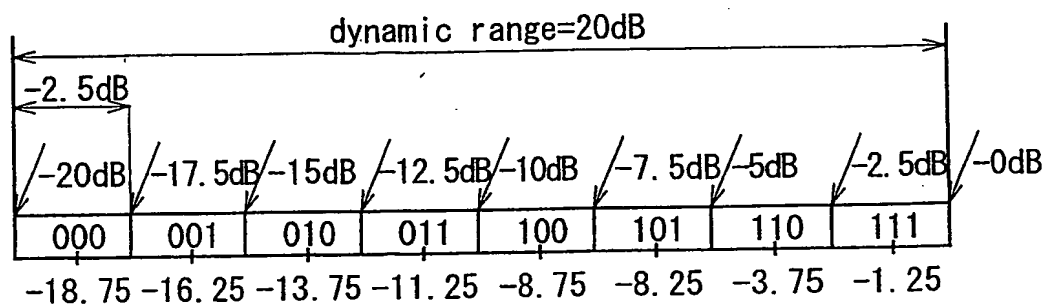 dynamic range=20dB
-2.5dB
-20dB -17.5dB -15dB -12.5dB -10dB -7.5dB -5dB -2.5dB -0dB
000 001 010 011 100 101 110 111
-18.75 -16.25 -13.75 -11.25 -8.75 -8.25 -3.75 -1.25